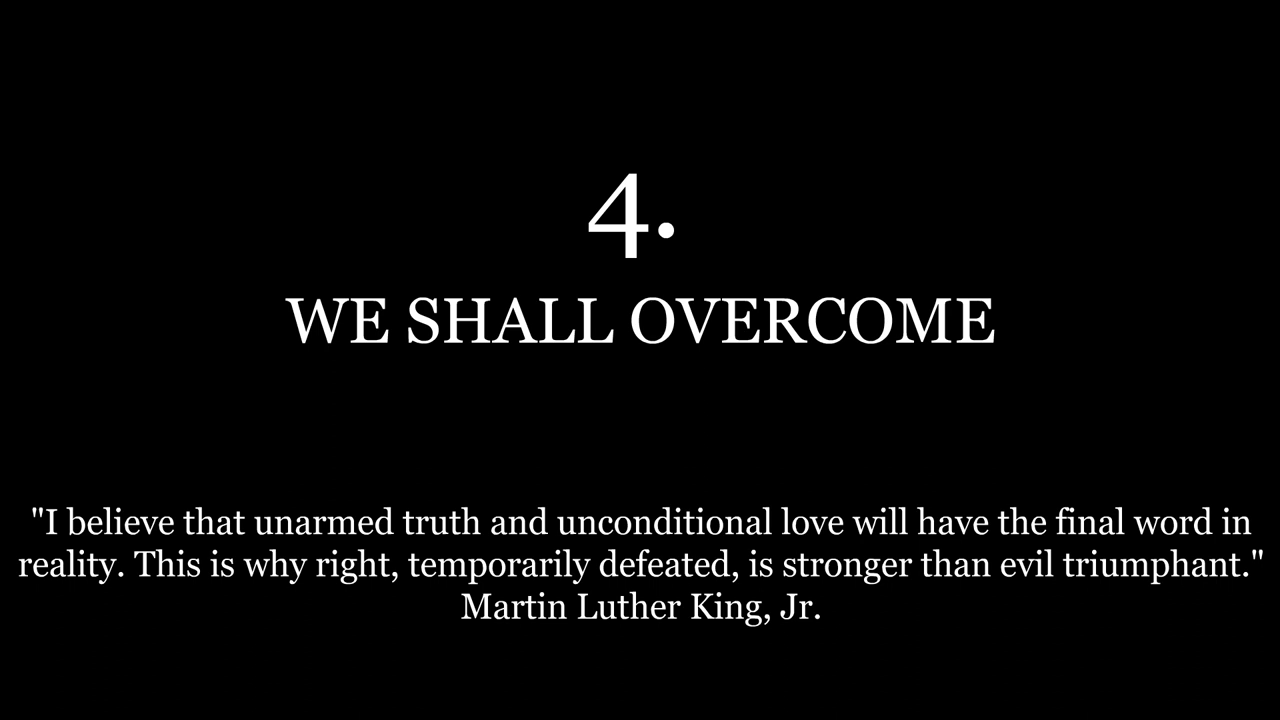 4.
WE SHALL OVERCOME
"I believe that unarmed truth and unconditional love will have the final word in
reality. This is why right, temporarily defeated, is stronger than evil triumphant."
Martin Luther King, Jr.